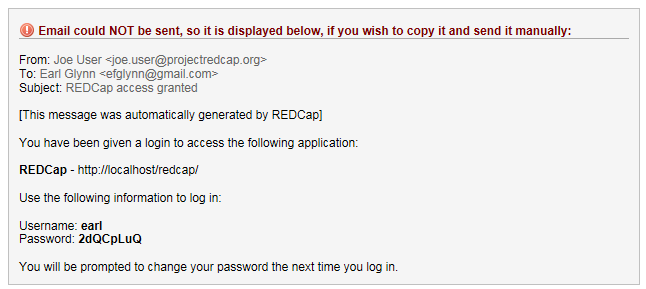 Email could NOT be sent, so it is displayed below, if you wish to copy it and send it manually:
From: Joe User <joe.user@projectredcap.org>
To: Earl Glynn <efglynn@gmail.com>
Subject: REDCap access granted
[This message was automatically generated by REDCap]
You have been given a login to access the following application:
REDCap - http://localhost/redcap/
Use the following information to log in:
Username: earl
Password: 2dQCpLuQ
You will be prompted to change your password the next time you log in.